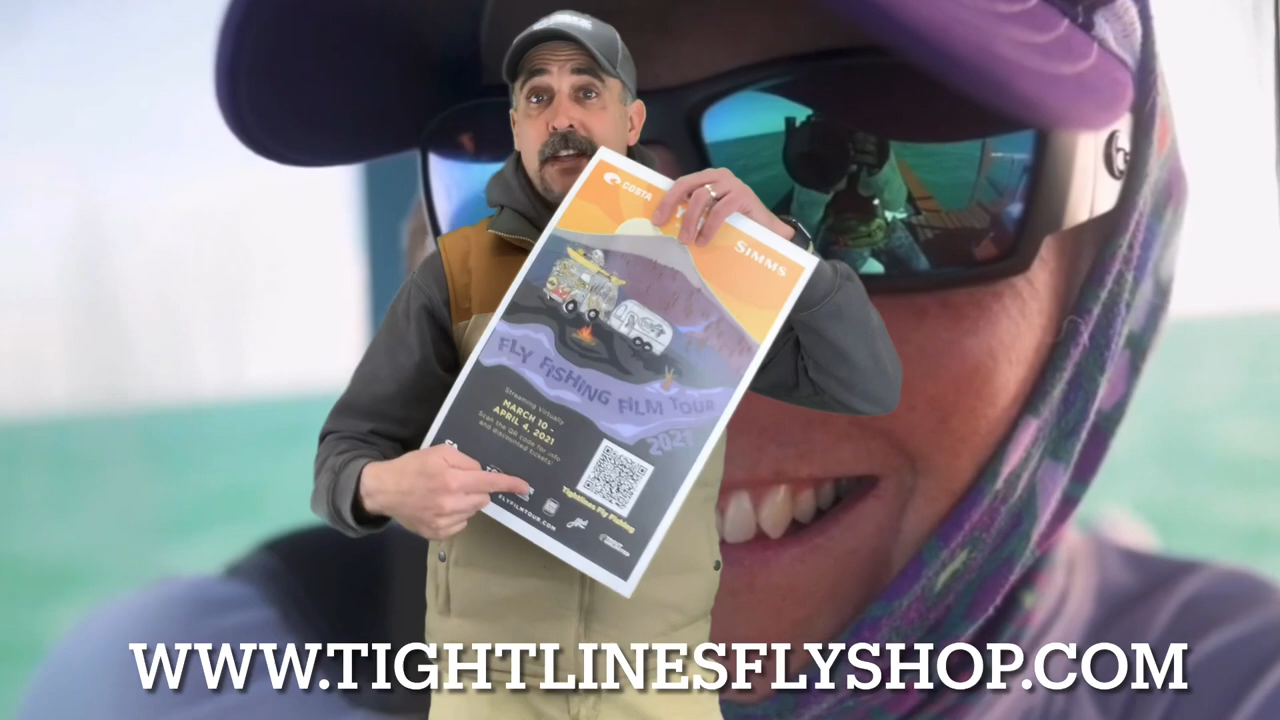 COSTA
SIMMS
FLY FISHING FILM TOUR
2021
Streaming Virtually
MARCH 10 -
APRIL 4, 2021
Scan the QR code for info
and discounted tickets!
Tightlines Fly Fishing
FLYFILMTOUR.COM
WWW.TIGHTLINESFLYSHOP.COM